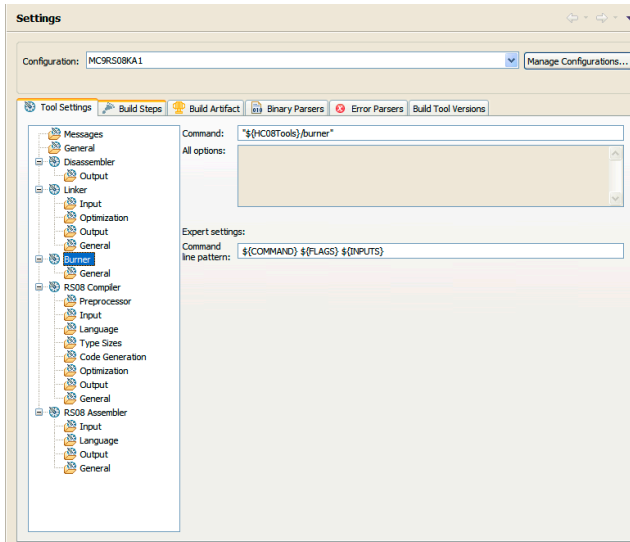 Settings
Configuration: MC9RS08KA1 Manage Configurations...
Tool Settings Build Steps Build Artifact Binary Parsers Error Parsers Build Tool Versions
Messages
General
Disassembler
Output
Linker
Input
Optimization
Output
General
Burner
General
RS08 Compiler
Preprocessor
Input
Language
Type Sizes
Code Generation
Optimization
Output
General
RS08 Assembler
Input
Language
Output
General
Command: "${HC08Tools}/burner"
All options:
Expert settings:
Command
line pattern: ${COMMAND} ${FLAGS} ${INPUTS}